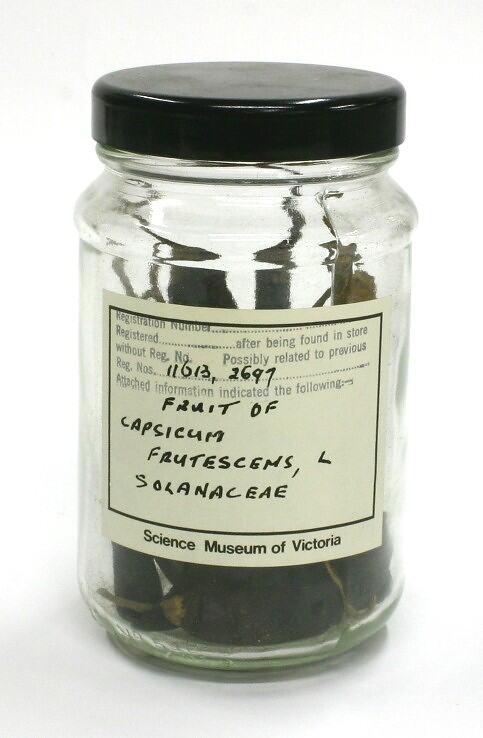 Registration Number
Registered ............ after being found in store
without Reg. No. Possibly related to previous
Reg. Nos. 11613, 2697
Attached information indicated the following:—
FRUIT OF
CAPSICUM
FRUTESCENS, L
SOLANACEAE
Science Museum of Victoria